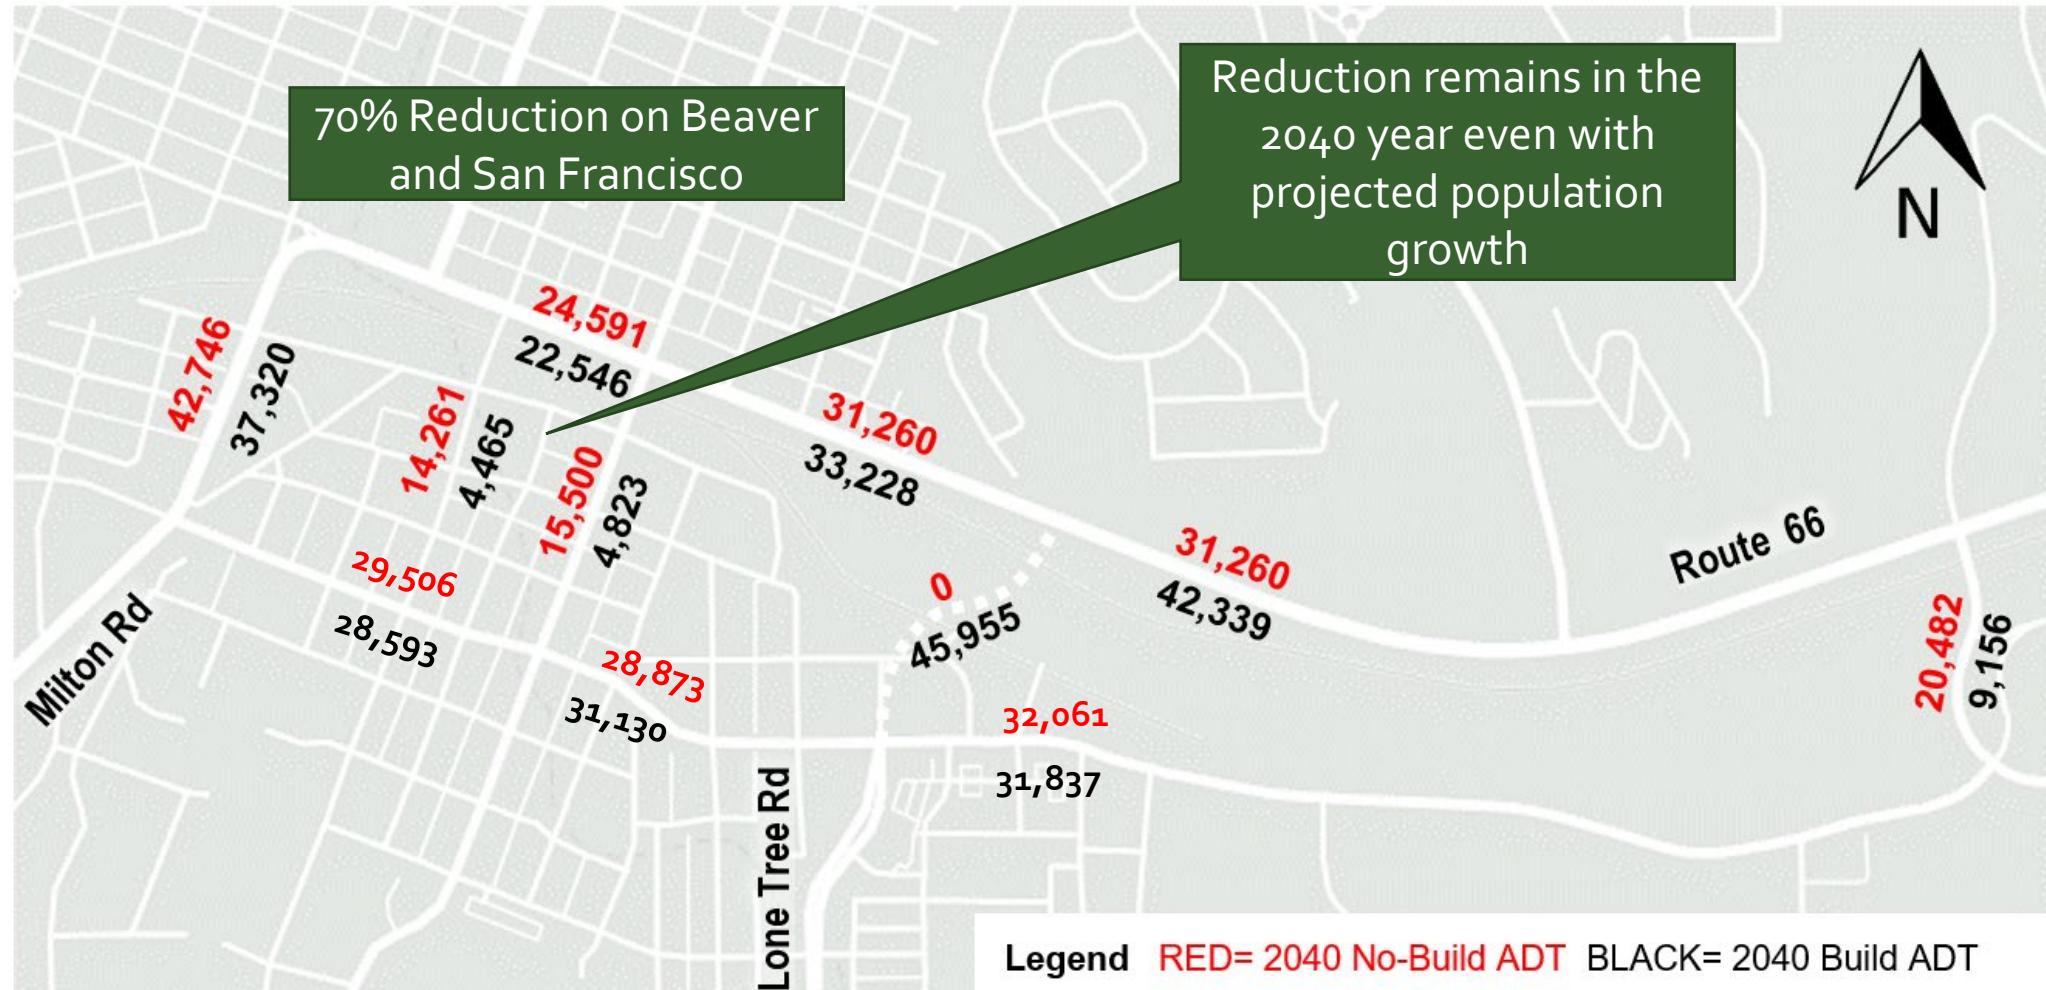 70% Reduction on Beaver
and San Francisco
Reduction remains in the
2040 year even with
projected population
growth
N
24,591
22,546
42,746
37,320
14,261
4,465
15,500
4,823
31,260
33,228
31,260
42,339
Route 66
29,506
28,593
0
45,955
20,482
9,156
Milton Rd
28,873
31,130
32,061
31,837
Lone Tree Rd
Legend RED= 2040 No-Build ADT BLACK= 2040 Build ADT